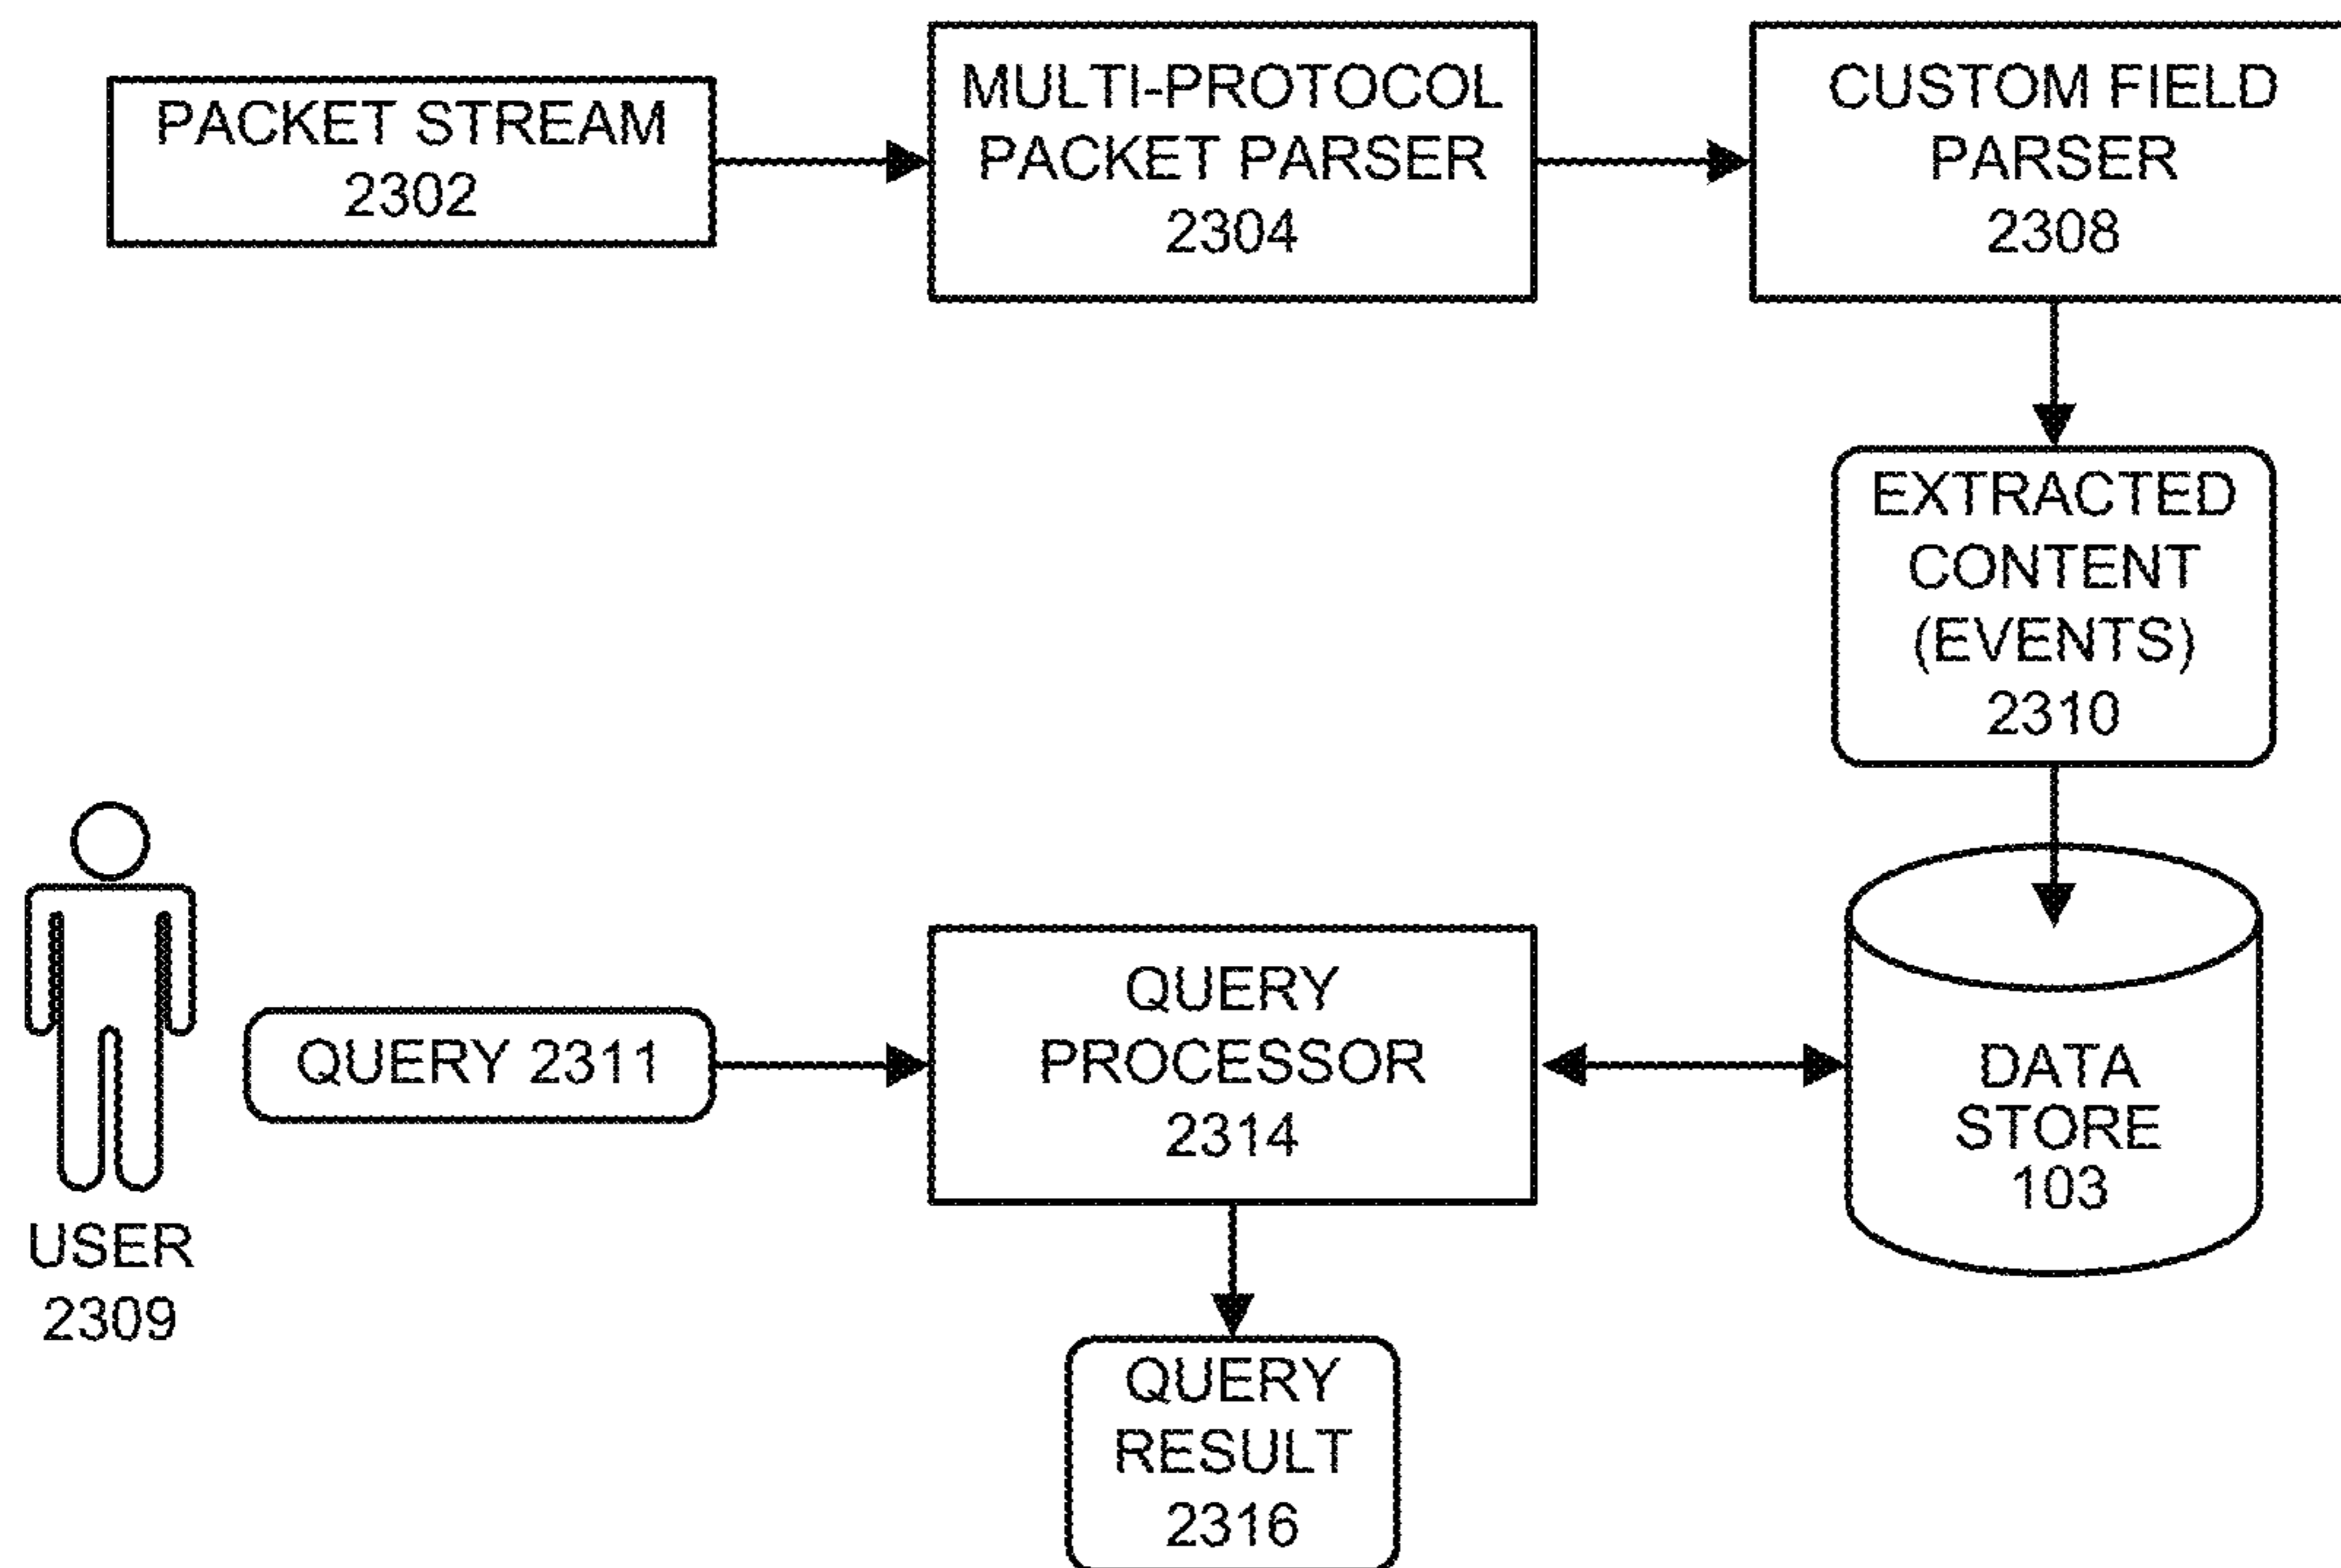 PACKET STREAM
2302
MULTI-PROTOCOL
PACKET PARSER
2304
CUSTOM FIELD
PARSER
2308
EXTRACTED
CONTENT
(EVENTS)
2310
USER
2309
QUERY 2311
QUERY
PROCESSOR
2314
DATA
STORE
103
QUERY
RESULT
2316